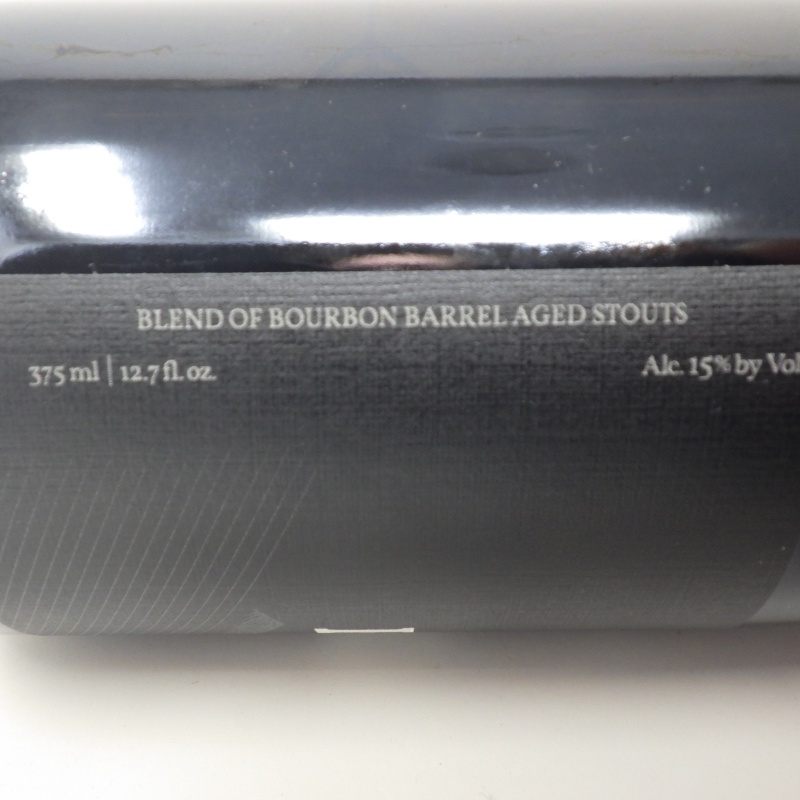 BLEND OF BOURBON BARREL AGED STOUTS
375 ml | 12.7 fl. oz.
Alc. 15% by Vol